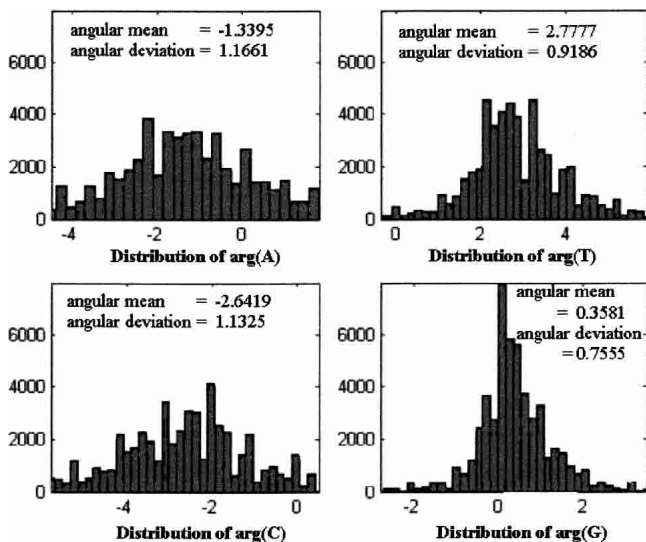 angular mean = -1.3395
angular deviation = 1.1661
6000
4000
2000
0
-4 -2 0
Distribution of arg(A)
angular mean = 2.7777
angular deviation = 0.9186
6000
4000
2000
0
0 2 4
Distribution of arg(T)
angular mean = -2.6419
angular deviation = 1.1325
6000
4000
2000
0
-4 -2 0
Distribution of arg(C)
angular mean
= 0.3581
angular deviation
=0.7555
6000
4000
2000
0
-2 0 2
Distribution of arg(G)